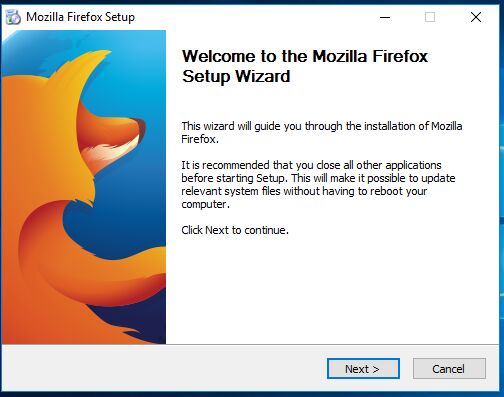 Mozilla Firefox Setup
Welcome to the Mozilla Firefox
Setup Wizard
This wizard will guide you through the installation of Mozilla
Firefox.
It is recommended that you close all other applications
before starting Setup. This will make it possible to update
relevant system files without having to reboot your
computer.
Click Next to continue.
Next >
Cancel